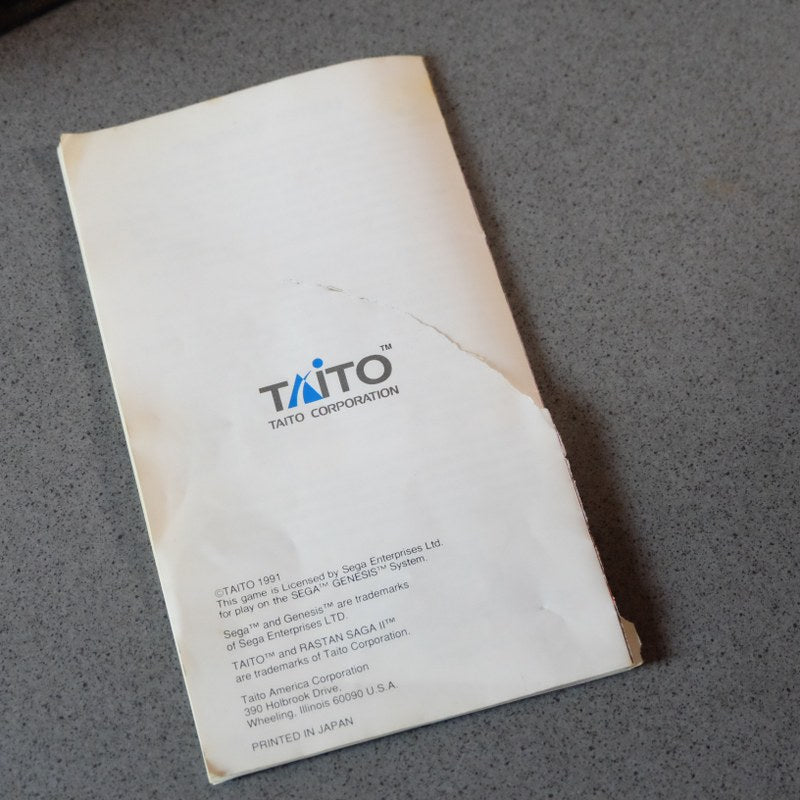 TAITO™
TAITO CORPORATION
©TAITO 1991
This game is Licensed by Sega Enterprises Ltd.
for play on the SEGA™ GENESIS™ System.
Sega™ and Genesis™ are trademarks
of Sega Enterprises LTD.
TAITO™ and RASTAN SAGA II™
are trademarks of Taito Corporation.
Taito America Corporation
390 Holbrook Drive,
Wheeling, Illinois 60090 U.S.A.
PRINTED IN JAPAN